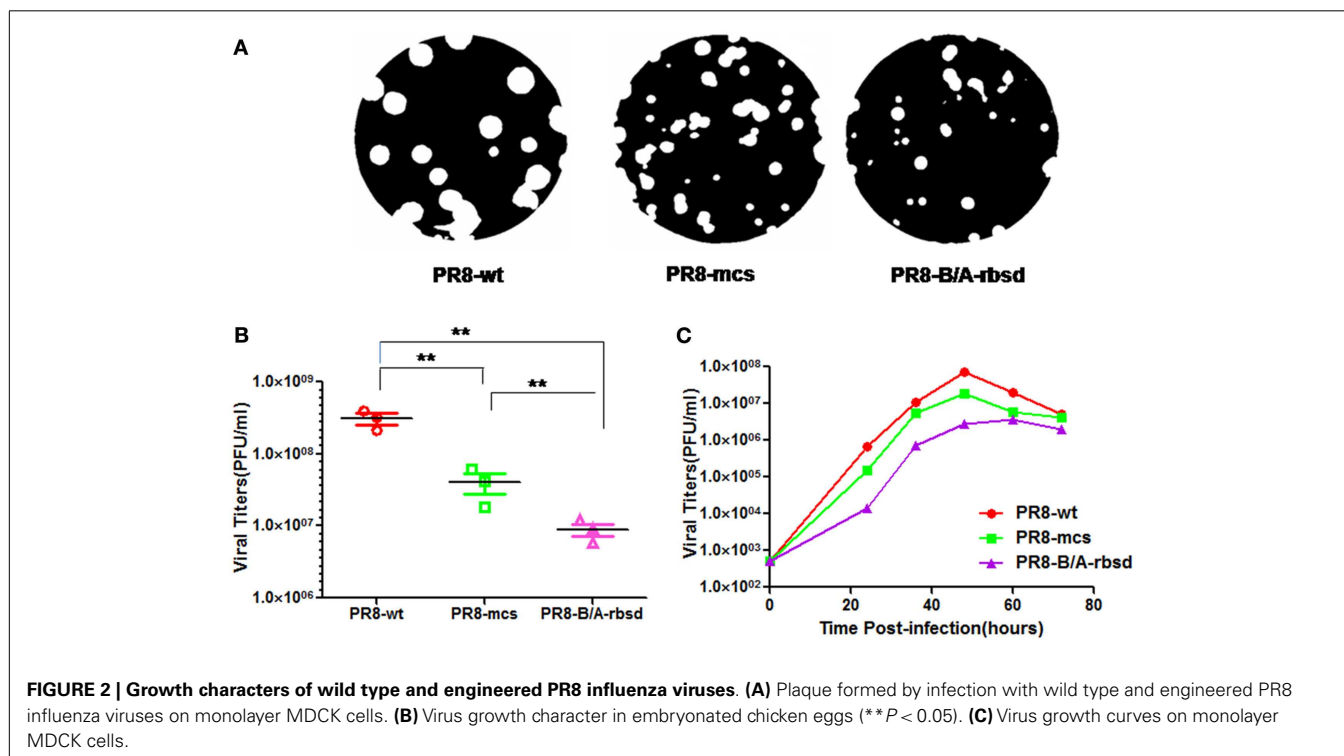 A
PR8-wt PR8-mcs PR8-B/A-rbsd
B
**
**
**
Viral Titers(PFU/ml)
1.0×10⁰⁹
1.0×10⁰⁸
1.0×10⁰⁷
1.0×10⁰⁶
PR8-wt PR8-mcs PR8-B/A-rbsd
C
Viral Titers(PFU/ml)
1.0×10⁰⁸
1.0×10⁰⁷
1.0×10⁰⁶
1.0×10⁰⁵
1.0×10⁰⁴
1.0×10⁰³
1.0×10⁰²
PR8-wt
PR8-mcs
PR8-B/A-rbsd
0 20 40 60 80
Time Post-infection(hours)
FIGURE 2 | Growth characters of wild type and engineered PR8 influenza viruses. (A) Plaque formed by infection with wild type and engineered PR8
influenza viruses on monolayer MDCK cells. (B) Virus growth character in embryonated chicken eggs (**P < 0.05). (C) Virus growth curves on monolayer
MDCK cells.